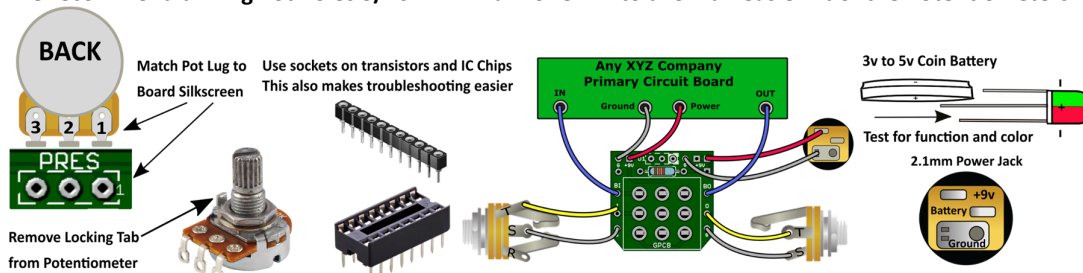 BACK
3 2 1
PRES
1
Match Pot Lug to
Board Silkscreen
Remove Locking Tab
from Potentiometer
Use sockets on transistors and IC Chips
This also makes troubleshooting easier
Any XYZ Company
Primary Circuit Board
IN
Ground
Power
OUT
BI
BO
GPCB
T
S
R
T
S
3v to 5v Coin Battery
Test for function and color
2.1mm Power Jack
+9v
Battery
Ground